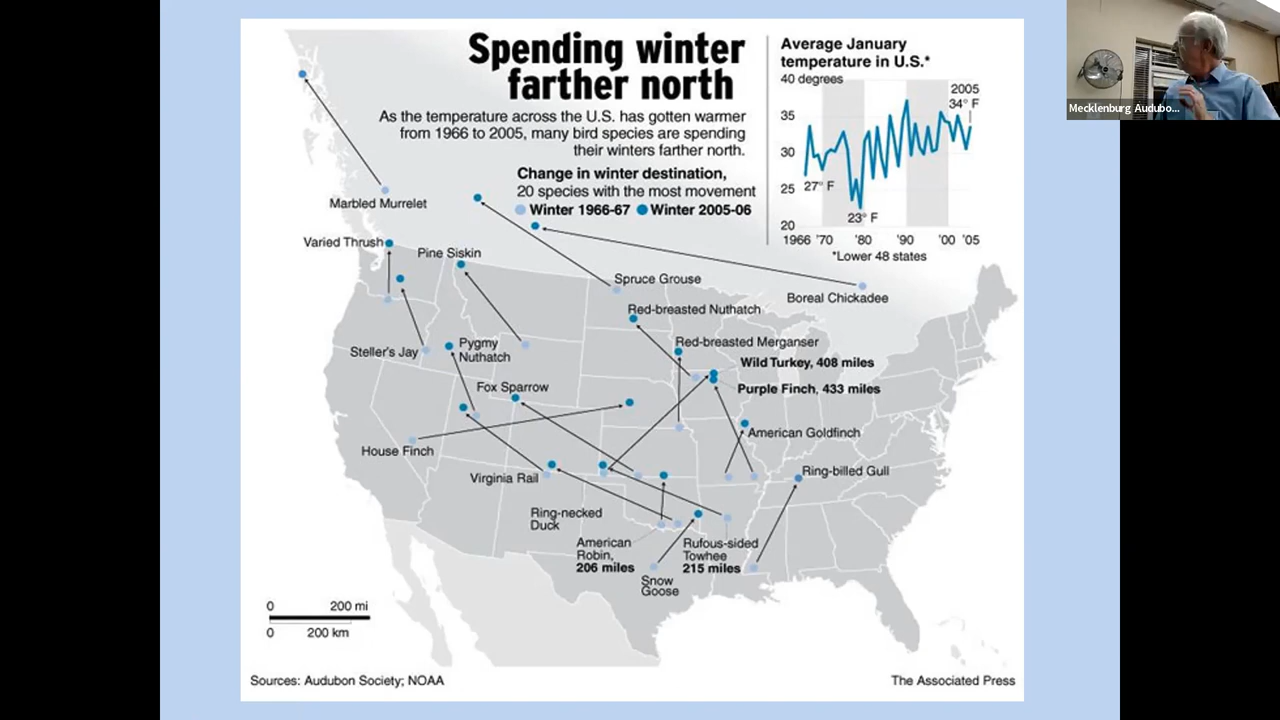 Spending winter
farther north
As the temperature across the U.S. has gotten warmer
from 1966 to 2005, many bird species are spending
their winters farther north.
Change in winter destination,
20 species with the most movement
Winter 1966-67 Winter 2005-06
Average January
temperature in U.S.*
40 degrees
35
30
25
20
2005
34° F
27° F
23° F
1966 '70 '80 '90 '00 '05
*Lower 48 states
Mecklenburg Audubo...
Marbled Murrelet
Varied Thrush
Pine Siskin
Spruce Grouse
Boreal Chickadee
Red-breasted Nuthatch
Steller's Jay
Pygmy
Nuthatch
Red-breasted Merganser
Wild Turkey, 408 miles
Fox Sparrow
Purple Finch, 433 miles
House Finch
American Goldfinch
Virginia Rail
Ring-billed Gull
Ring-necked
Duck
American
Robin,
206 miles
Rufous-sided
Towhee
215 miles
Snow
Goose
0 200 mi
0 200 km
Sources: Audubon Society; NOAA
The Associated Press